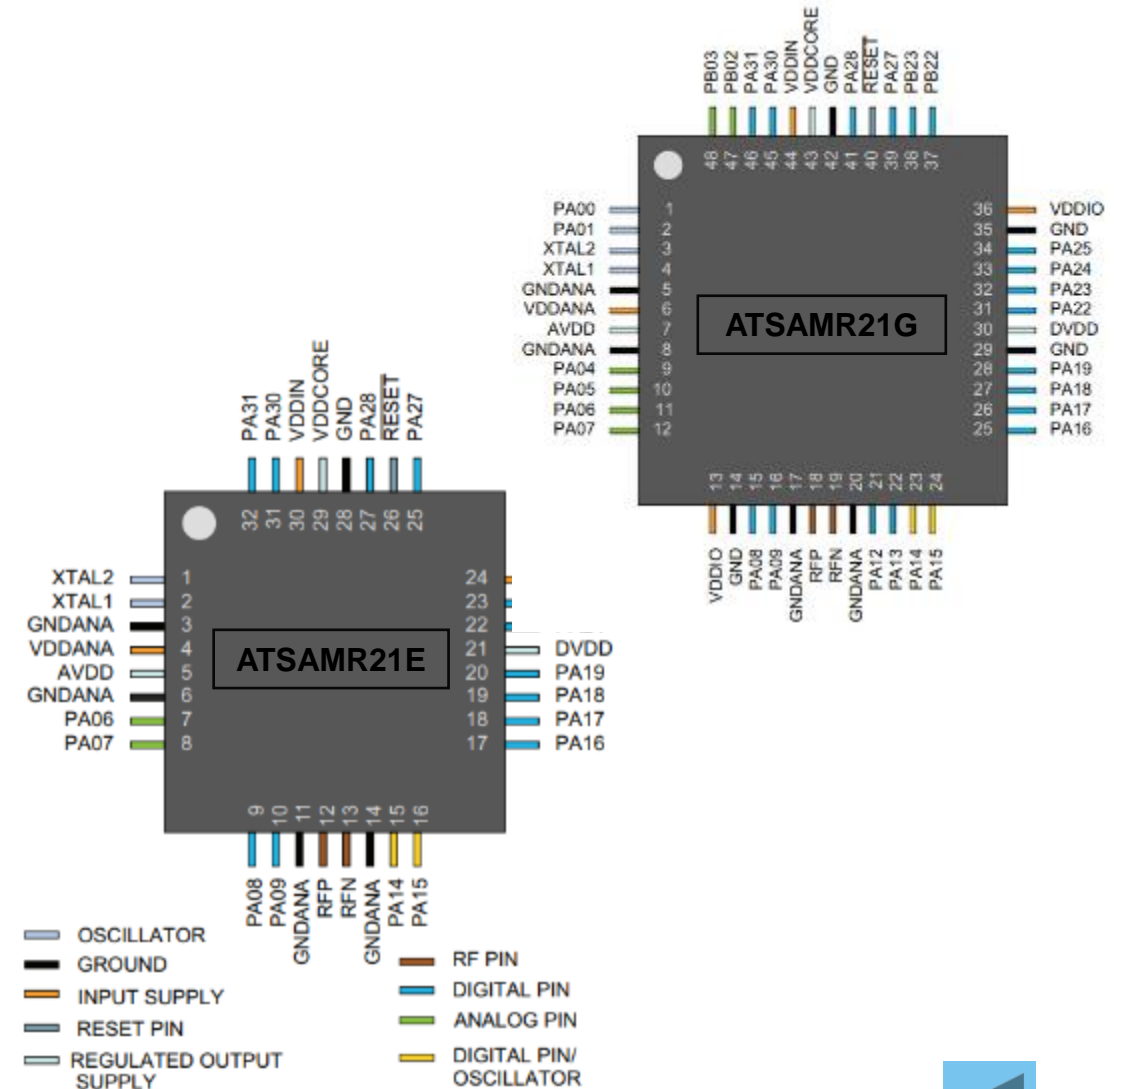 PB03
PB02
PA31
PA30
VDDIN
VDDCORE
GND
PA28
RESET
PA27
PB23
PB22
48
47
46
45
44
43
42
41
40
39
38
37
PA00 1
PA01 2
XTAL2 3
XTAL1 4
GNDANA 5
VDDANA 6
AVDD 7
GNDANA 8
PA04 9
PA05 10
PA06 11
PA07 12
ATSAMR21G
36 VDDIO
35 GND
34 PA25
33 PA24
32 PA23
31 PA22
30 DVDD
29 GND
28 PA19
27 PA18
26 PA17
25 PA16
13
14
15
16
17
18
19
20
21
22
23
24
VDDIO
GND
PA08
PA09
GNDANA
RFP
RFN
GNDANA
PA12
PA13
PA14
PA15
PA31
PA30
VDDIN
VDDCORE
GND
PA28
RESET
PA27
32
31
30
29
28
27
26
25
XTAL2 1
XTAL1 2
GNDANA 3
VDDANA 4
AVDD 5
GNDANA 6
PA06 7
PA07 8
ATSAMR21E
24
23
22
21 DVDD
20 PA19
19 PA18
18 PA17
17 PA16
9
10
11
12
13
14
15
16
PA08
PA09
GNDANA
RFP
RFN
GNDANA
PA14
PA15
OSCILLATOR
GROUND
INPUT SUPPLY
RESET PIN
REGULATED OUTPUT
SUPPLY
RF PIN
DIGITAL PIN
ANALOG PIN
DIGITAL PIN/
OSCILLATOR